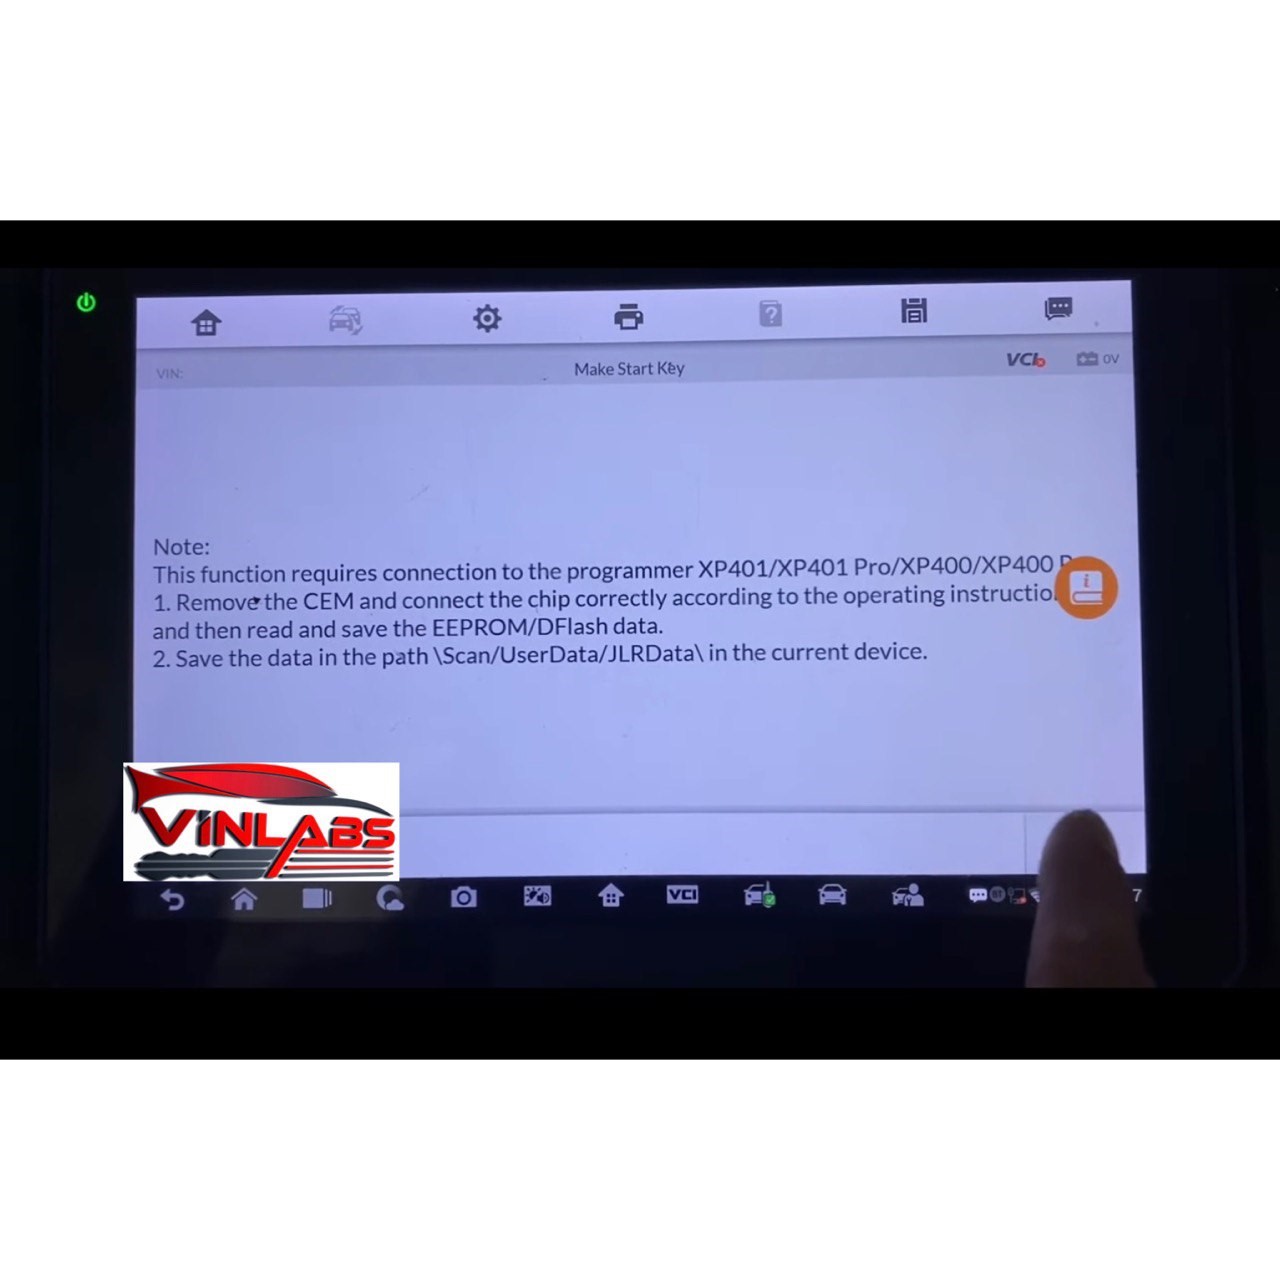 VIN:
Make Start Key
VCI
0V
Note:
This function requires connection to the programmer XP401/XP401 Pro/XP400/XP400
1. Remove the CEM and connect the chip correctly according to the operating
and then read and save the EEPROM/DFlash data.
2. Save the data in the path \Scan/UserData/JLRData\ in the current device.
ViNLABS
VCI
7